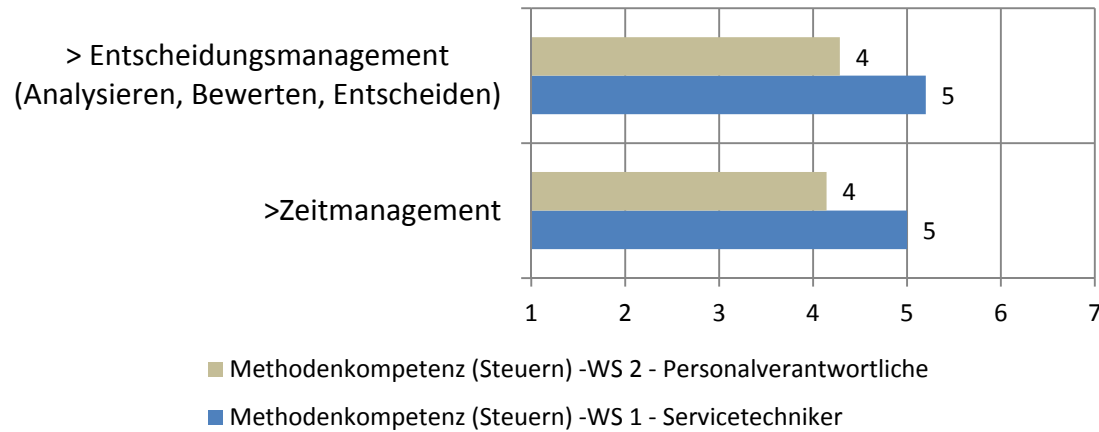 > Entscheidungsmanagement
(Analysieren, Bewerten, Entscheiden)
4
5
>Zeitmanagement
4
5
1 2 3 4 5 6 7
Methodenkompetenz (Steuern) -WS 2 - Personalverantwortliche
Methodenkompetenz (Steuern) -WS 1 - Servicetechniker